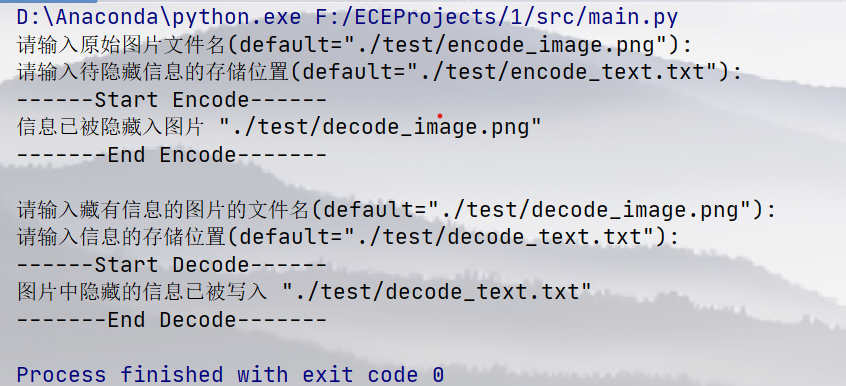 D:\Anaconda\python.exe F:/ECEProjects/1/src/main.py
请输入原始图片文件名(default="./test/encode_image.png"):
请输入待隐藏信息的存储位置(default="./test/encode_text.txt"):
------Start Encode------
信息已被隐藏入图片 "./test/decode_image.png"
-------End Encode-------
请输入藏有信息的图片的文件名(default="./test/decode_image.png"):
请输入信息的存储位置(default="./test/decode_text.txt"):
------Start Decode------
图片中隐藏的信息已被写入 "./test/decode_text.txt"
-------End Decode-------
Process finished with exit code 0